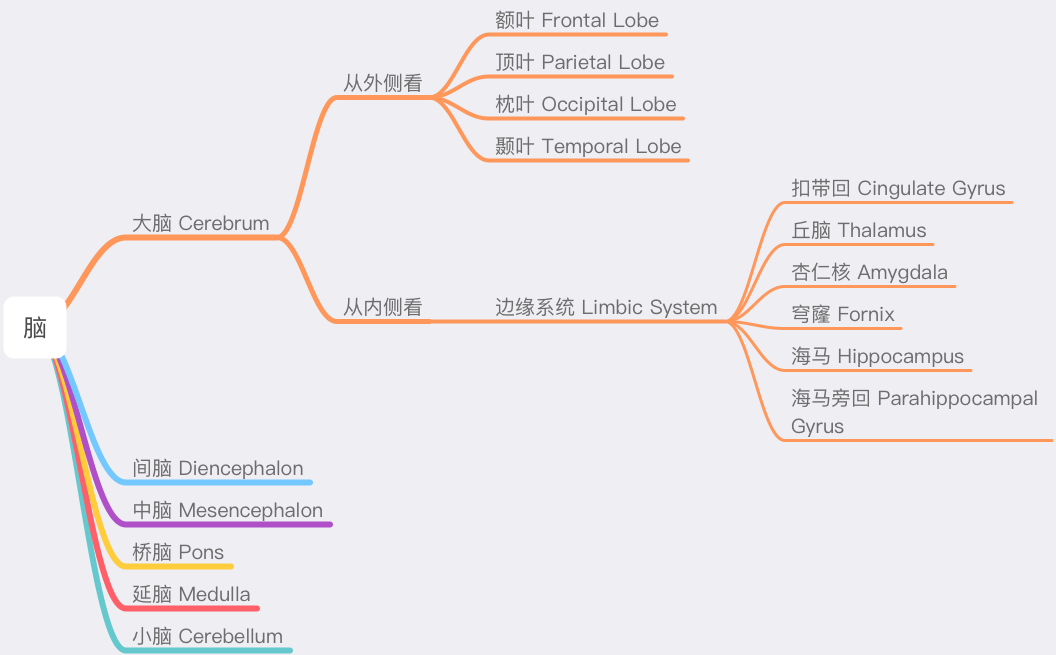 额叶 Frontal Lobe
顶叶 Parietal Lobe
从外侧看
枕叶 Occipital Lobe
颞叶 Temporal Lobe
扣带回 Cingulate Gyrus
大脑 Cerebrum
丘脑 Thalamus
杏仁核 Amygdala
从内侧看
边缘系统 Limbic System
穹窿 Fornix
脑
海马 Hippocampus
海马旁回 Parahippocampal
Gyrus
间脑 Diencephalon
中脑 Mesencephalon
桥脑 Pons
延脑 Medulla
小脑 Cerebellum